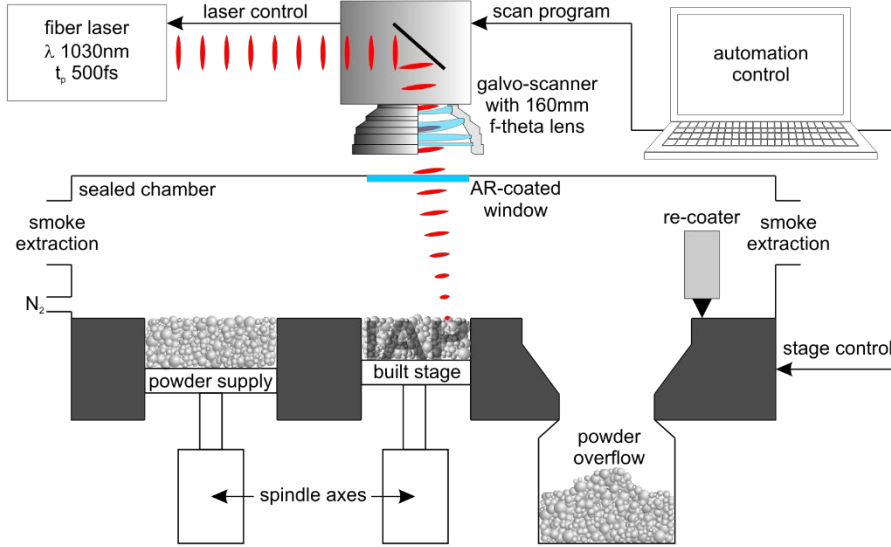 fiber laser
λ 1030nm
tₚ 500fs
laser control
scan program
automation
control
galvo-scanner
with 160mm
f-theta lens
sealed chamber
AR-coated
window
smoke
extraction
re-coater
smoke
extraction
N₂
IAP
powder supply
built stage
stage control
powder
overflow
spindle axes